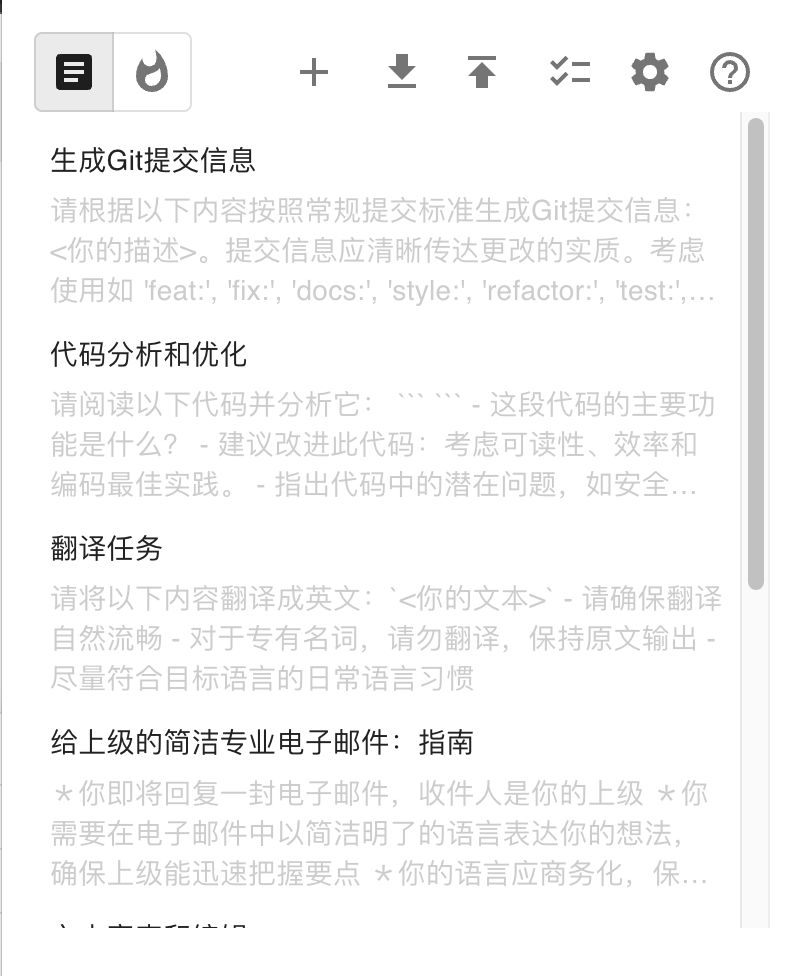 生成Git提交信息
请根据以下内容按照常规提交标准生成Git提交信息：
<你的描述>。提交信息应清晰传达更改的实质。考虑
使用如 'feat:', 'fix:', 'docs:', 'style:', 'refactor:', 'test:',...
代码分析和优化
请阅读以下代码并分析它： ``` ``` - 这段代码的主要功
能是什么？ - 建议改进此代码：考虑可读性、效率和
编码最佳实践。 - 指出代码中的潜在问题，如安全...
翻译任务
请将以下内容翻译成英文：`<你的文本>` - 请确保翻译
自然流畅 - 对于专有名词，请勿翻译，保持原文输出 -
尽量符合目标语言的日常语言习惯
给上级的简洁专业电子邮件：指南
＊你即将回复一封电子邮件，收件人是你的上级 ＊你
需要在电子邮件中以简洁明了的语言表达你的想法，
确保上级能迅速把握要点 ＊你的语言应商务化，保...